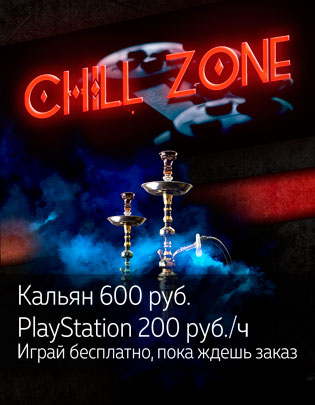 CHILL ZONE
Кальян 600 руб.
PlayStation 200 руб./ч
Играй бесплатно, пока ждешь заказ